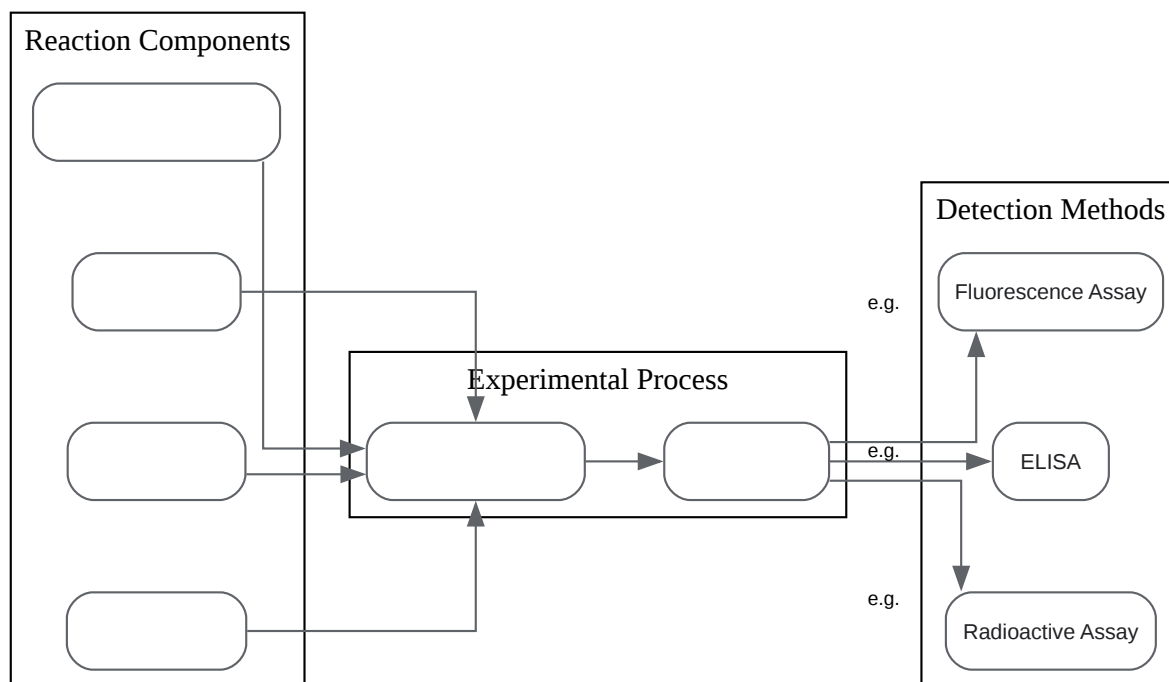 Reaction Components
Detection Methods
Fluorescence Assay
e.g.
Experimental Process
e.g.
ELISA
e.g.
Radioactive Assay